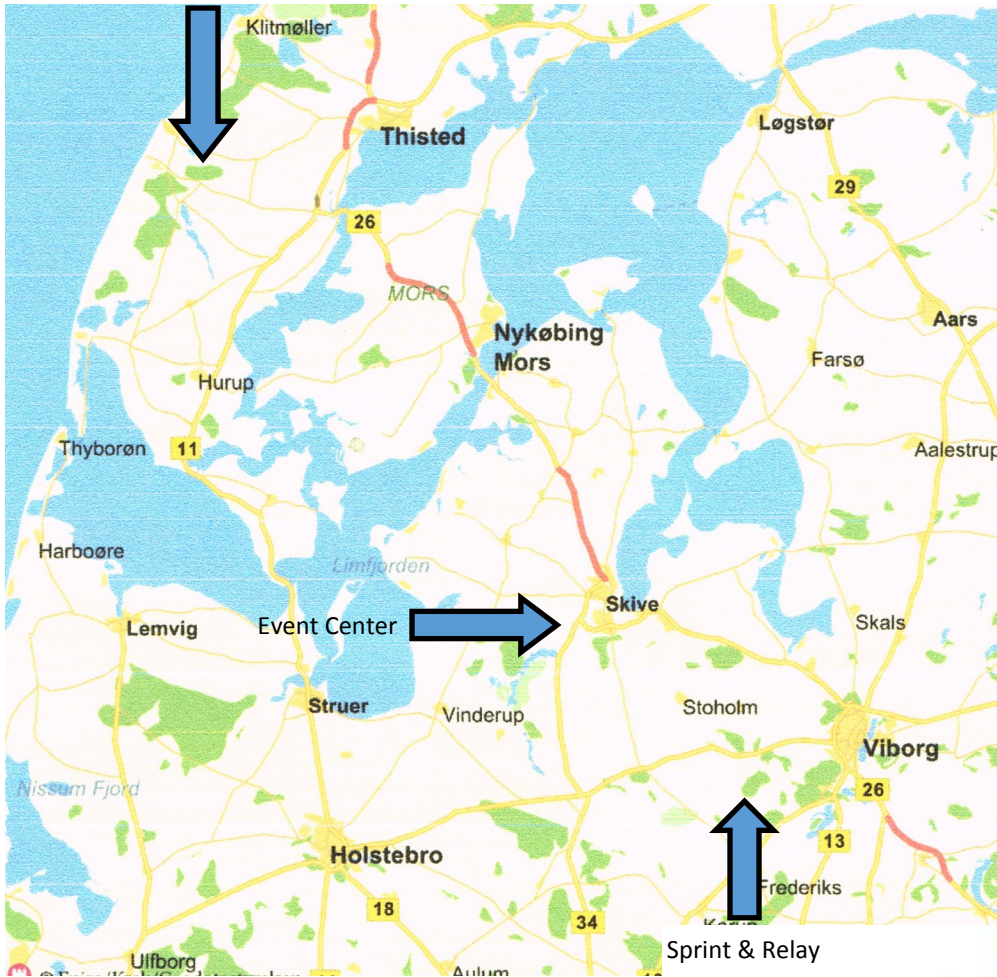 Klitmøller
Thisted
Løgstør
29
26
MORS
Nykøbing
Mors
Aars
Farsø
Hurup
Thyborøn
11
Aalestrup
Harboøre
Limfjorden
Skive
Event Center
Lemvig
Skals
Struer
Vinderup
Stoholm
Viborg
Nissum Fjord
26
Holstebro
13
Frederiks
18
34
Sprint & Relay
Ulfborg
Aulum